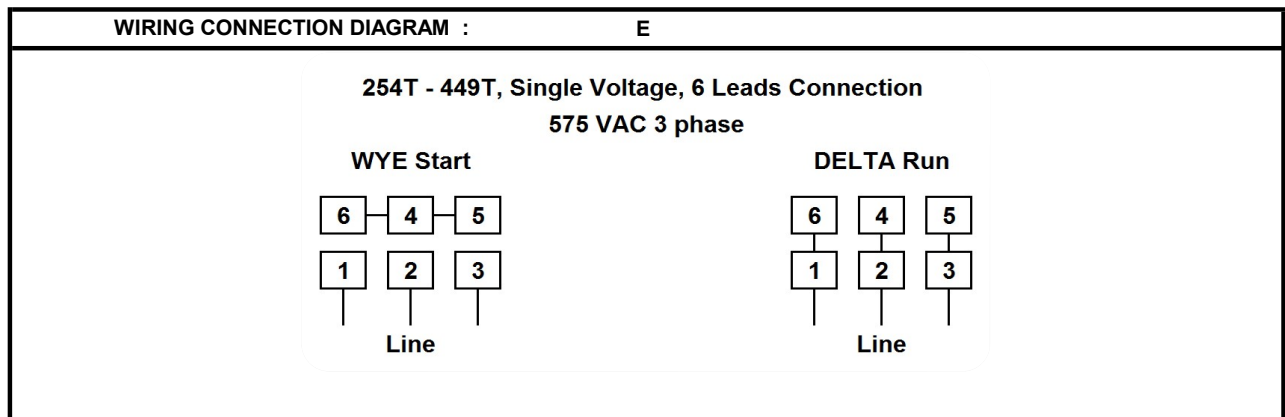 WIRING CONNECTION DIAGRAM : E
254T - 449T, Single Voltage, 6 Leads Connection
575 VAC 3 phase
WYE Start
6 4 5
1 2 3
Line
DELTA Run
6 4 5
1 2 3
Line